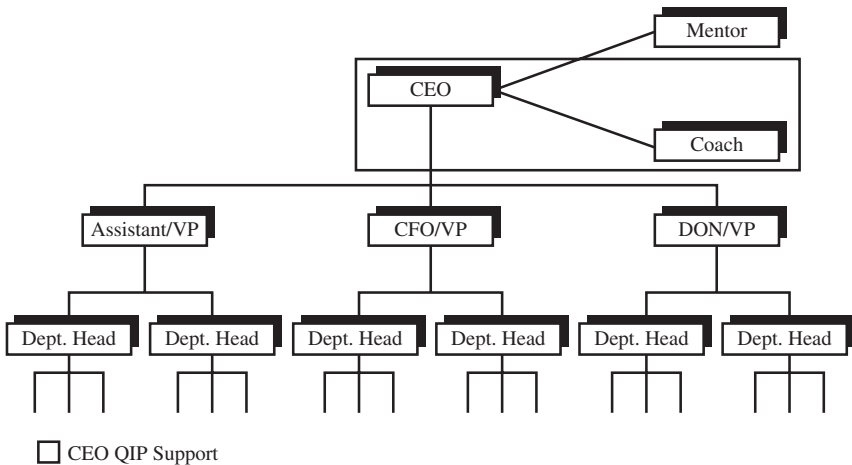 Mentor
CEO
Coach
Assistant/VP
CFO/VP
DON/VP
Dept. Head
Dept. Head
Dept. Head
Dept. Head
Dept. Head
Dept. Head
CEO QIP Support